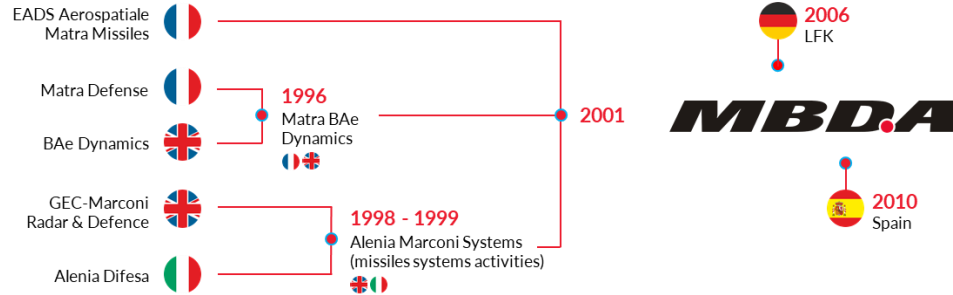 EADS Aerospatiale
Matra Missiles
Matra Defense
BAe Dynamics
GEC-Marconi
Radar & Defence
Alenia Difesa
1996
Matra BAe
Dynamics
1998 - 1999
Alenia Marconi Systems
(missiles systems activities)
2001
2006
LFK
MBDA
2010
Spain